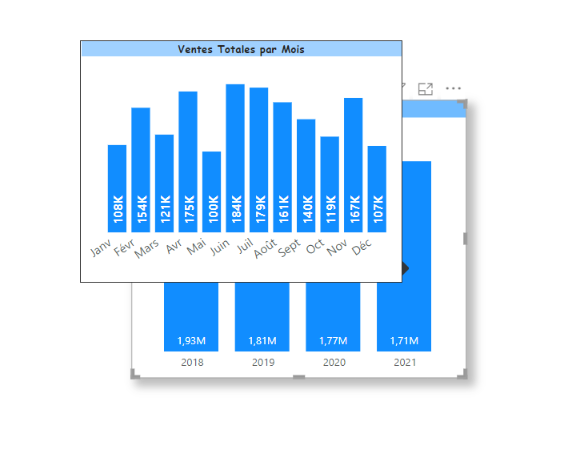 Ventes Totales par Mois
108K 154K 121K 175K 100K 184K 179K 161K 140K 119K 167K 107K
Janv Févr Mars Avr Mai Juin Juil Août Sept Oct Nov Déc
1,93M 1,81M 1,77M 1,71M
2018 2019 2020 2021